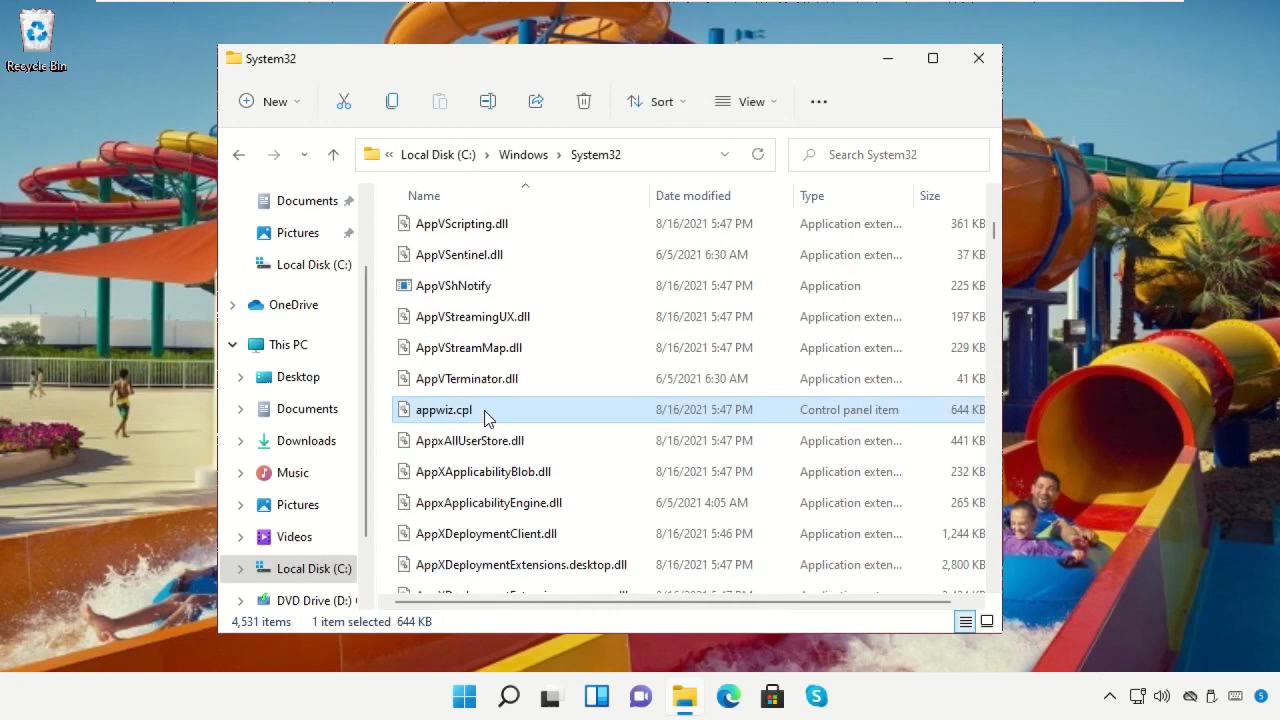 Recycle Bin
System32
New
Sort
View
Local Disk (C:) Windows System32
Search System32
Name Date modified Type Size
Documents
Pictures
Local Disk (C:)
OneDrive
This PC
Desktop
Documents
Downloads
Music
Pictures
Videos
Local Disk (C:)
DVD Drive (D:)
AppVScripting.dll 8/16/2021 5:47 PM Application exten... 361 KB
AppVSentinel.dll 6/5/2021 6:30 AM Application exten... 37 KB
AppVShNotify 8/16/2021 5:47 PM Application 225 KB
AppVStreamingUX.dll 8/16/2021 5:47 PM Application exten... 197 KB
AppVStreamMap.dll 8/16/2021 5:47 PM Application exten... 229 KB
AppVTerminator.dll 6/5/2021 6:30 AM Application exten... 41 KB
appwiz.cpl 8/16/2021 5:47 PM Control panel item 644 KB
AppxAllUserStore.dll 8/16/2021 5:47 PM Application exten... 441 KB
AppXApplicabilityBlob.dll 8/16/2021 5:47 PM Application exten... 232 KB
AppxApplicabilityEngine.dll 6/5/2021 4:05 AM Application exten... 265 KB
AppXDeploymentClient.dll 8/16/2021 5:46 PM Application exten... 1,244 KB
AppXDeploymentExtensions.desktop.dll 8/16/2021 5:47 PM Application exten... 2,800 KB
4,531 items 1 item selected 644 KB
5